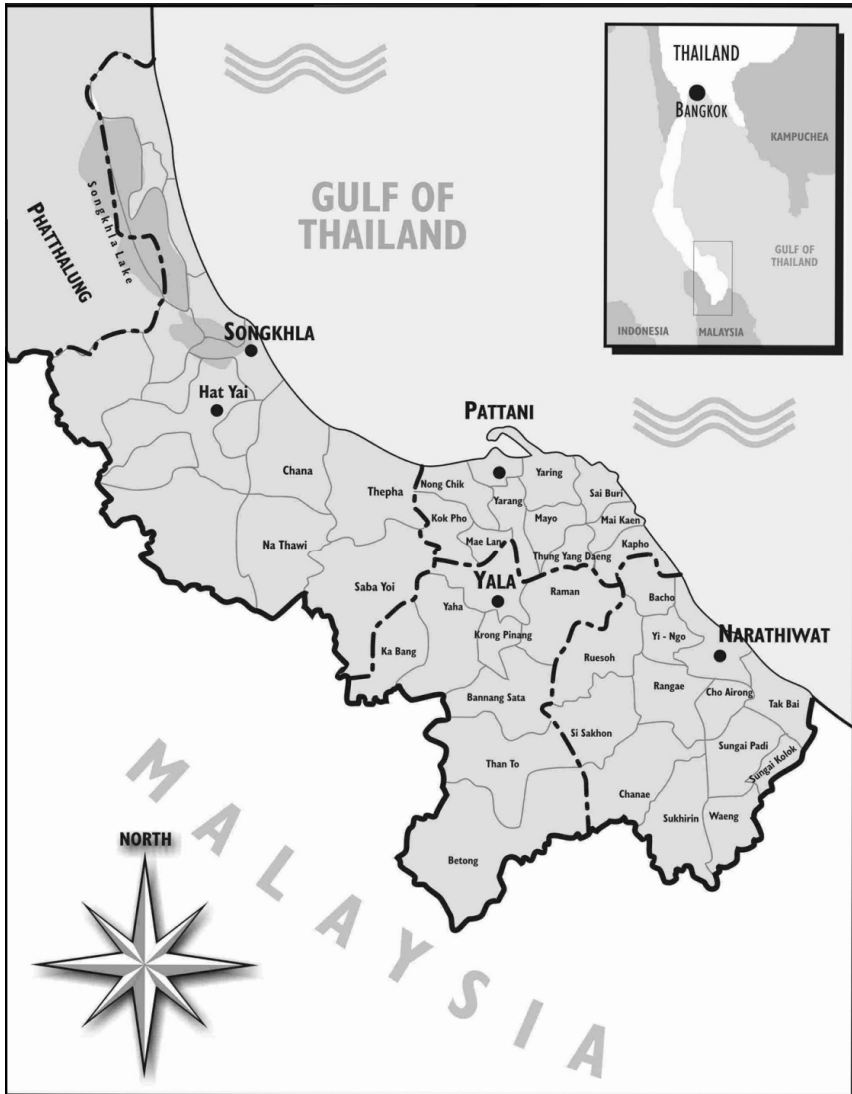 THAILAND
BANGKOK
KAMPUCHEA
GULF OF
THAILAND
INDONESIA
MALAYSIA
GULF OF
THAILAND
PHATTHALUNG
Songkhla Lake
SONGKHLA
Hat Yai
PATTANI
Chana
Thepha
Nong Chik
Yaring
Yarang
Sai Buri
Kok Pho
Mayo
Mai Kaen
Na Thawi
Mae Lan
Thung Yang Daeng
Kapho
Saba Yoi
YALA
Raman
Bacho
Yaha
Krong Pinang
Yi - Ngo
NARATHIWAT
Ka Bang
Ruesoh
Rangae
Cho Airong
Bannang Sata
Tak Bai
Si Sakhon
Sungai Padi
Than To
Sungai Kolok
Chanae
Sukhirin
Waeng
Betong
MALAYSIA
NORTH